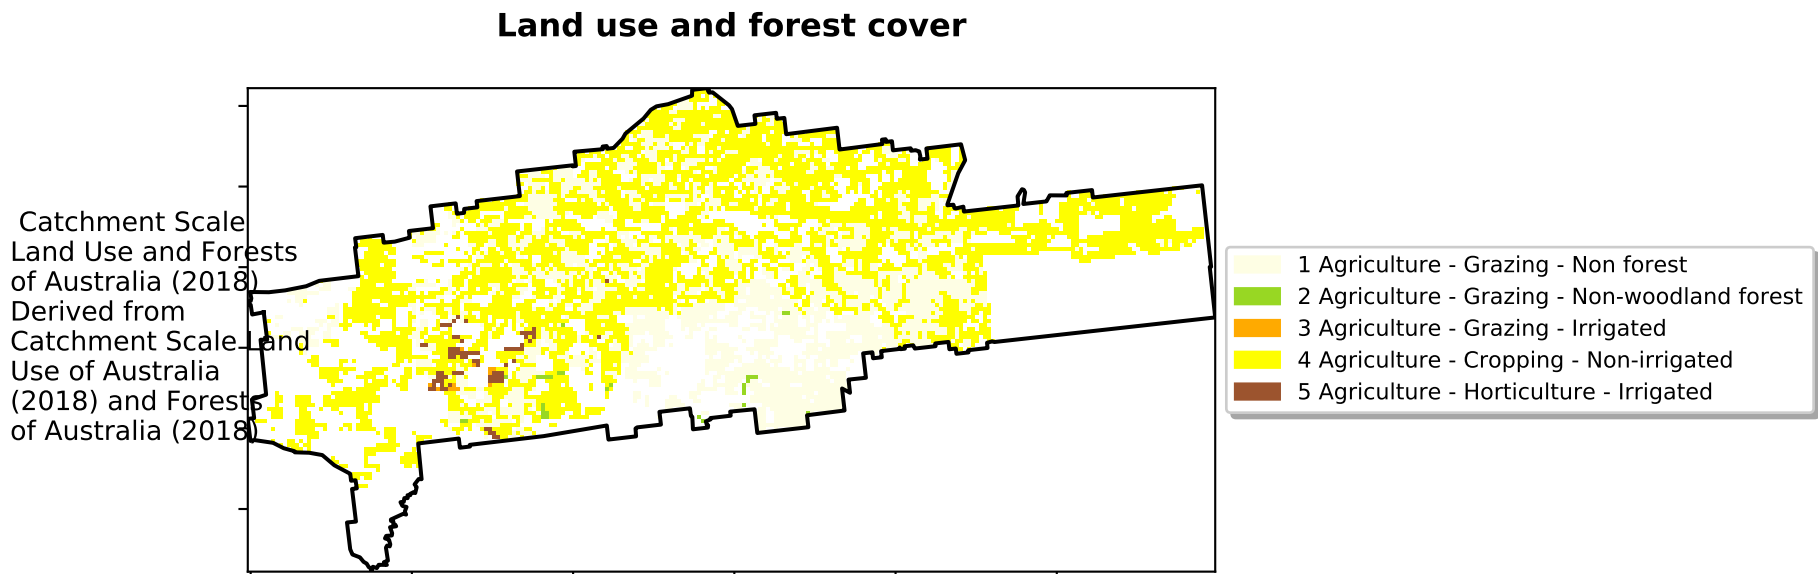 Land use and forest cover
Catchment Scale
Land Use and Forests
of Australia (2018)
Derived from
Catchment Scale Land
Use of Australia
(2018) and Forests
of Australia (2018)
1 Agriculture - Grazing - Non forest
2 Agriculture - Grazing - Non-woodland forest
3 Agriculture - Grazing - Irrigated
4 Agriculture - Cropping - Non-irrigated
5 Agriculture - Horticulture - Irrigated